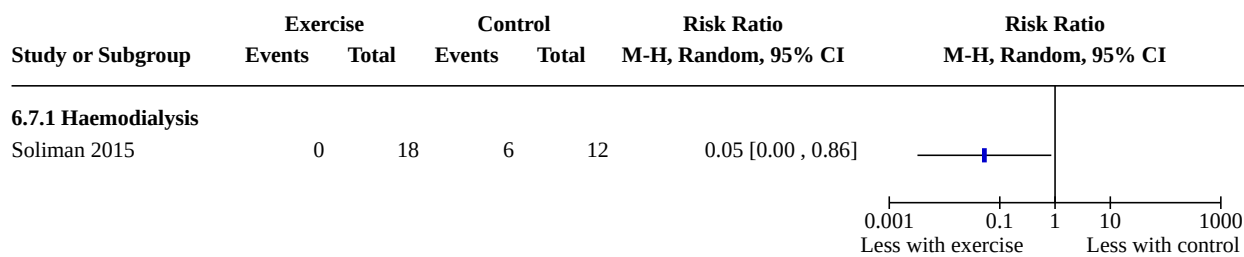 Exercise Control Risk Ratio Risk Ratio
Study or Subgroup Events Total Events Total M-H, Random, 95% CI M-H, Random, 95% CI
6.7.1 Haemodialysis
Soliman 2015 0 18 6 12 0.05 [0.00 , 0.86]
0.001 0.1 1 10 1000
Less with exercise Less with control